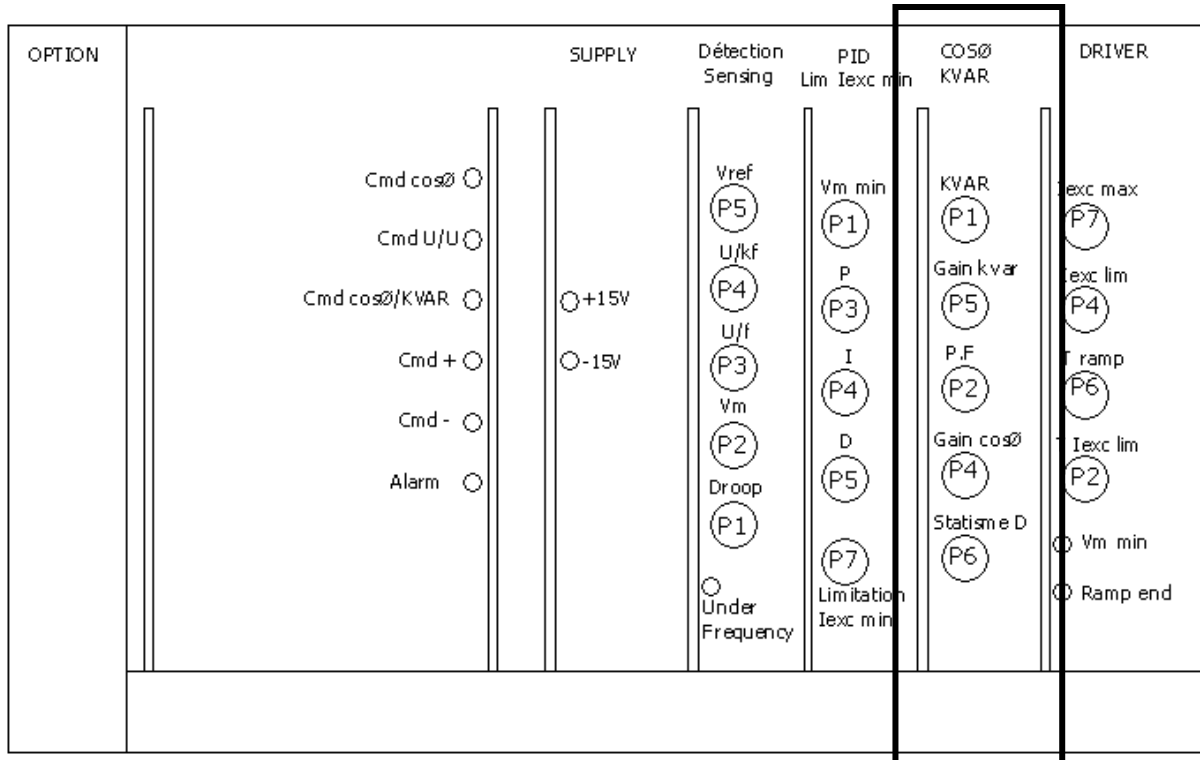 OPTION
SUPPLY
Détection
Sensing
PID
Lim Iexc min
COSØ
KVAR
DRIVER
Cmd cosØ
Cmd U/U
Cmd cosØ/KVAR
Cmd +
Cmd -
Alarm
+15V
-15V
Vref
P5
U/kf
P4
U/f
P3
Vm
P2
Droop
P1
Under
Frequency
Vm min
P1
P
P3
I
P4
D
P5
P7
Limitation
Iexc min
KVAR
P1
Gain kvar
P5
P.F
P2
Gain cosØ
P4
Statisme D
P6
Iexc max
P7
Iexc lim
P4
T ramp
P6
T Iexc lim
P2
Vm min
Ramp end